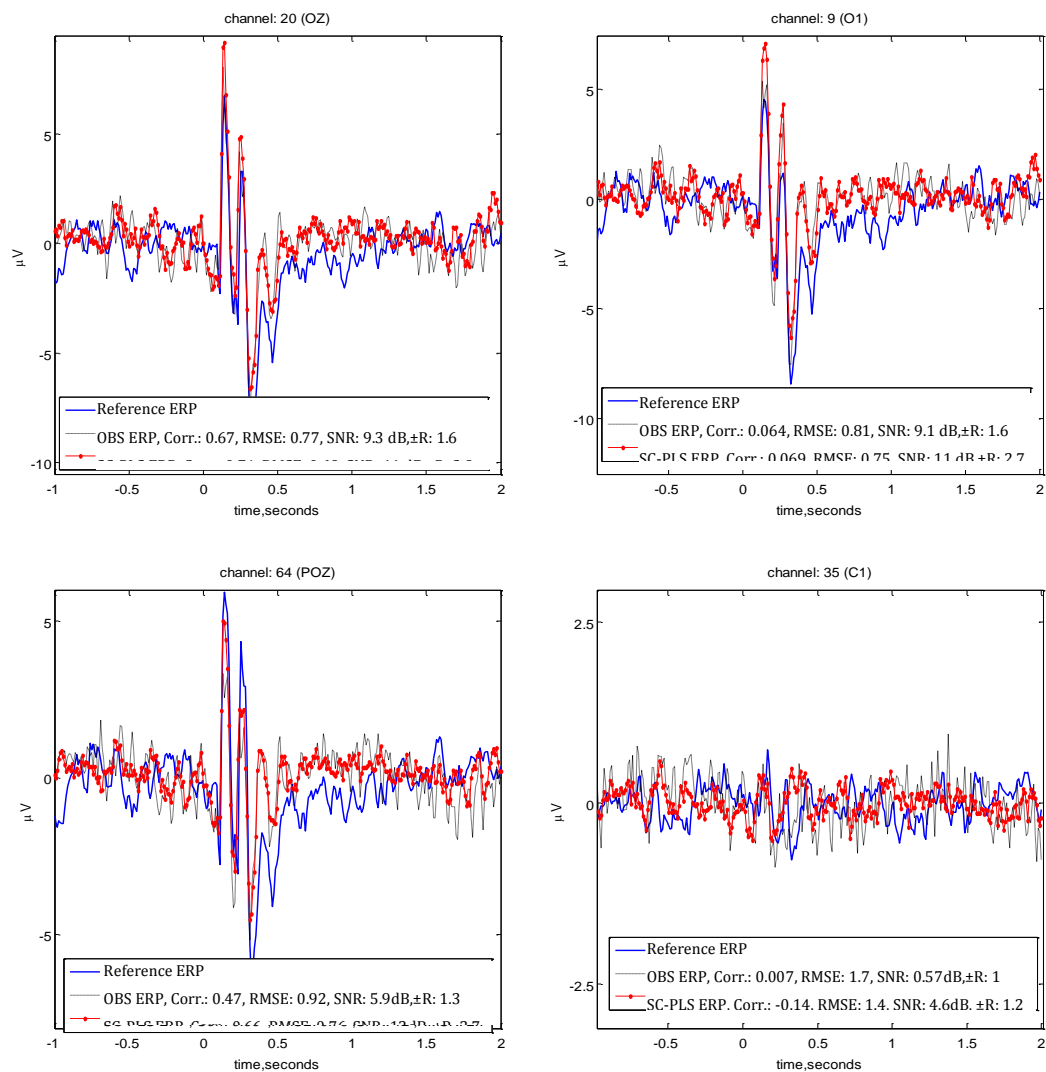 channel: 20 (OZ)
5
0
-5
-10
μV
Reference ERP
OBS ERP, Corr.: 0.67, RMSE: 0.77, SNR: 9.3 dB,±R: 1.6
-1 -0.5 0 0.5 1 1.5 2
time,seconds
channel: 9 (O1)
5
0
-5
-10
μV
Reference ERP
OBS ERP, Corr.: 0.064, RMSE: 0.81, SNR: 9.1 dB,±R: 1.6
SC-PLS ERP, Corr.: 0.069, RMSE: 0.75, SNR: 11 dB,±R: 2.7
-0.5 0 0.5 1 1.5 2
time,seconds
channel: 64 (POZ)
5
0
-5
μV
Reference ERP
OBS ERP, Corr.: 0.47, RMSE: 0.92, SNR: 5.9dB,±R: 1.3
-1 -0.5 0 0.5 1 1.5 2
time,seconds
channel: 35 (C1)
2.5
0
-2.5
μV
Reference ERP
OBS ERP, Corr.: 0.007, RMSE: 1.7, SNR: 0.57dB,±R: 1
SC-PLS ERP. Corr.: -0.14. RMSE: 1.4. SNR: 4.6dB. ±R: 1.2
-0.5 0 0.5 1 1.5 2
time,seconds